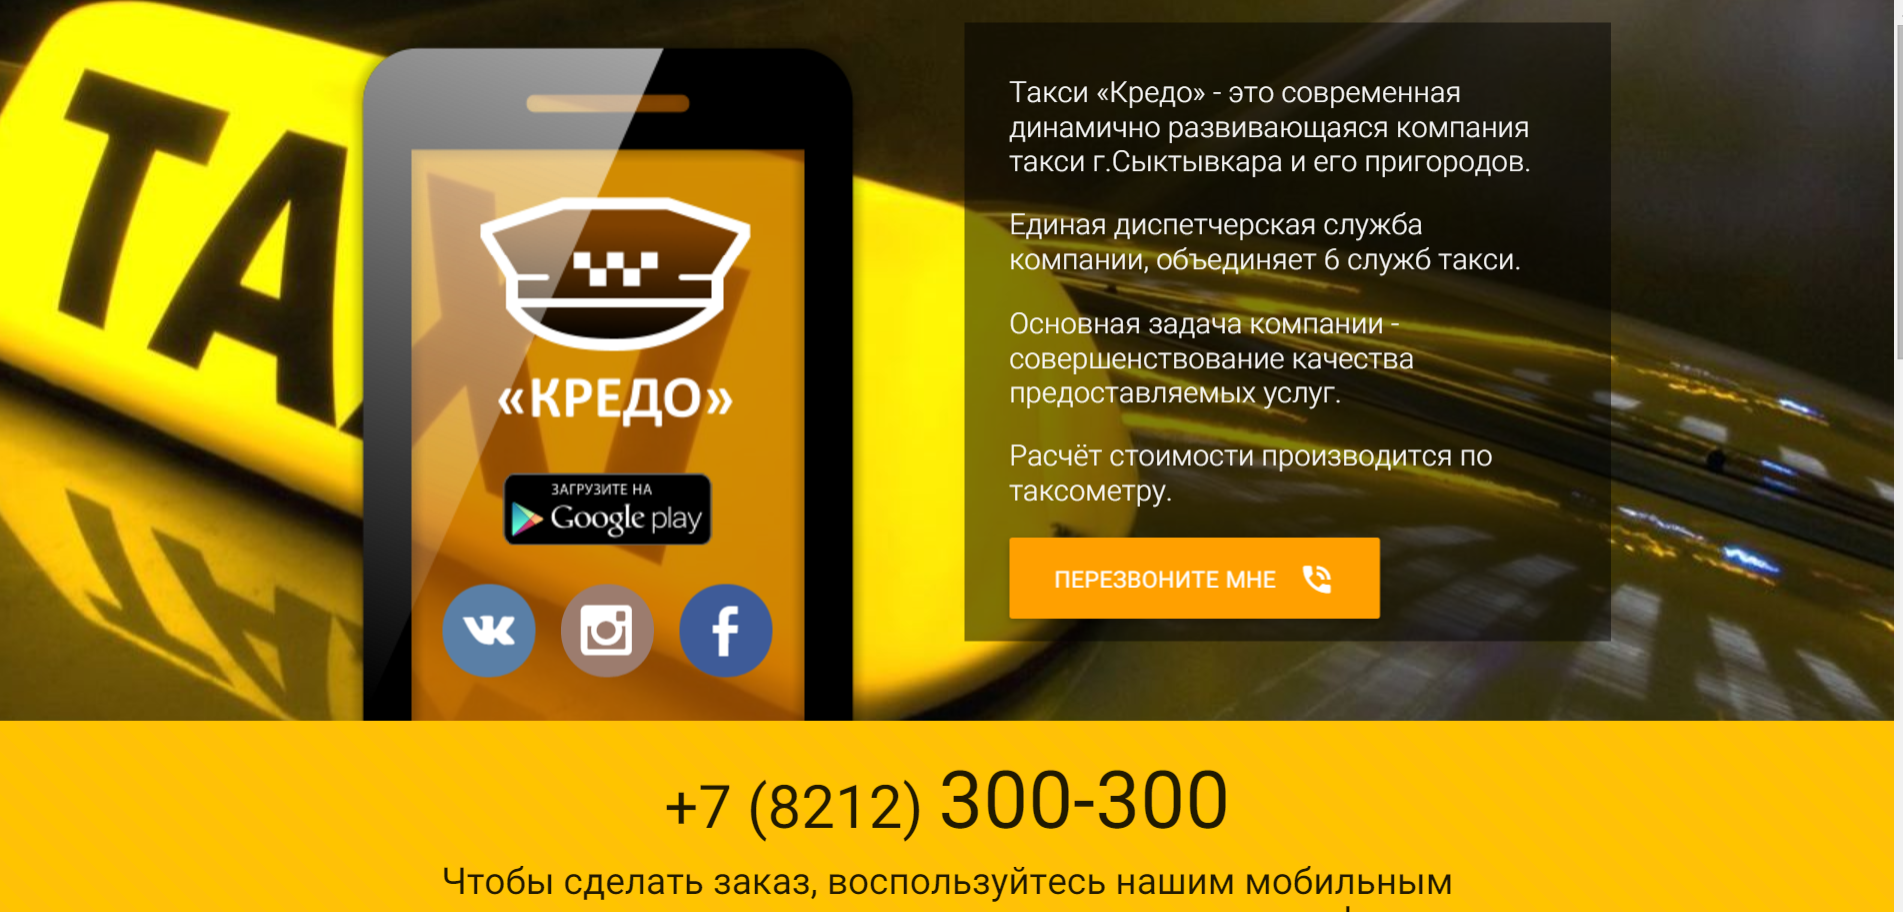 ТА
«КРЕДО»
ЗАГРУЗИТЕ НА
Google play
Такси «Кредо» - это современная
динамично развивающаяся компания
такси г.Сыктывкара и его пригородов.
Единая диспетчерская служба
компании, объединяет 6 служб такси.
Основная задача компании -
совершенствование качества
предоставляемых услуг.
Расчёт стоимости производится по
таксометру.
ПЕРЕЗВОНИТЕ МНЕ
+7 (8212) 300-300
Чтобы сделать заказ, воспользуйтесь нашим мобильным